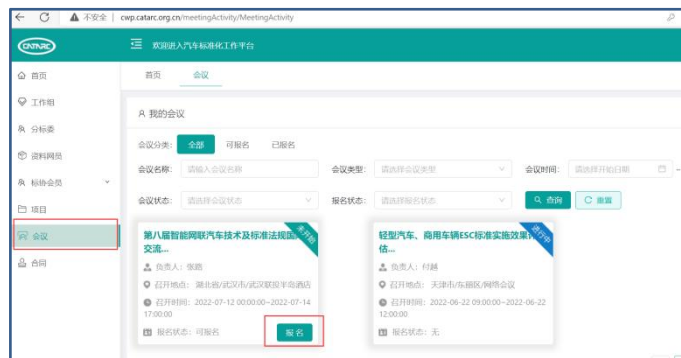 不安全 | cwp.catarc.org.cn/meetingActivity/MeetingActivity
CATARC
欢迎进入汽车标准化工作平台
首页
工作组
分标委
资料网员
标协会员
项目
会议
合同
首页 会议
我的会议
会议分类: 全部 可报名 已报名
会议名称: 请输入会议名称 会议类型: 请选择会议类型 会议时间: 请选择开始日期 -
会议状态: 请选择会议状态 报名状态: 请选择报名状态 查询 重置
第八届智能网联汽车技术及标准法规国
交流...
未开始
负责人: 张路
召开地点: 湖北省/武汉市/武汉联投半岛酒店
召开时间: 2022-07-12 00:00:00~2022-07-14
17:00:00
报名状态: 可报名
报名
轻型汽车、商用车辆ESC标准实施效果
估...
进行中
负责人: 付越
召开地点: 天津市/东丽区/网络会议
召开时间: 2022-06-22 09:00:00~2022-06-22
12:00:00
报名状态: 无